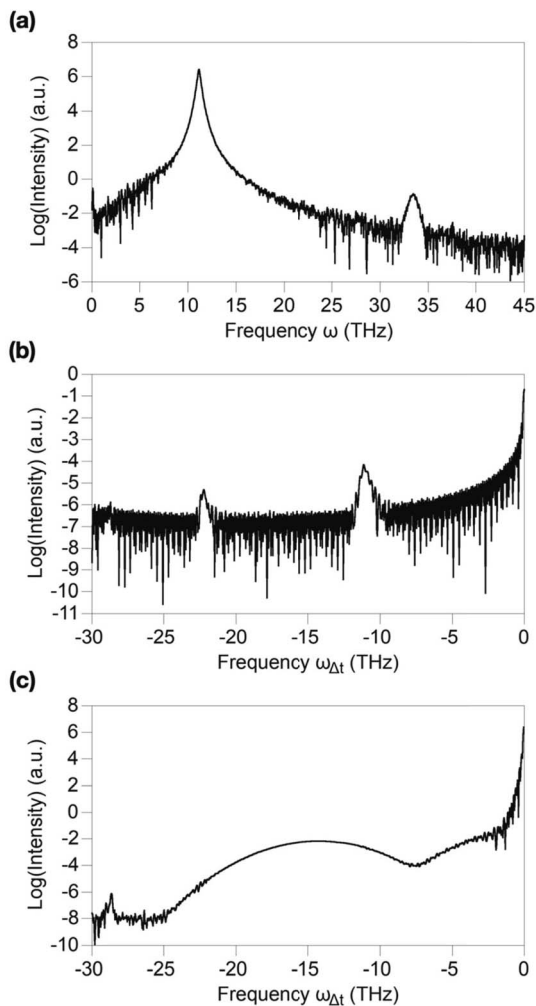 (a)
8
6
4
2
0
-2
-4
-6
Log(Intensity) (a.u.)
0 5 10 15 20 25 30 35 40 45
Frequency ω (THz)
(b)
0
-1
-2
-3
-4
-5
-6
-7
-8
-9
-10
-11
Log(Intensity) (a.u.)
-30 -25 -20 -15 -10 -5 0
Frequency ωΔt (THz)
(c)
8
6
4
2
0
-2
-4
-6
-8
-10
Log(Intensity) (a.u.)
-30 -25 -20 -15 -10 -5 0
Frequency ωΔt (THz)